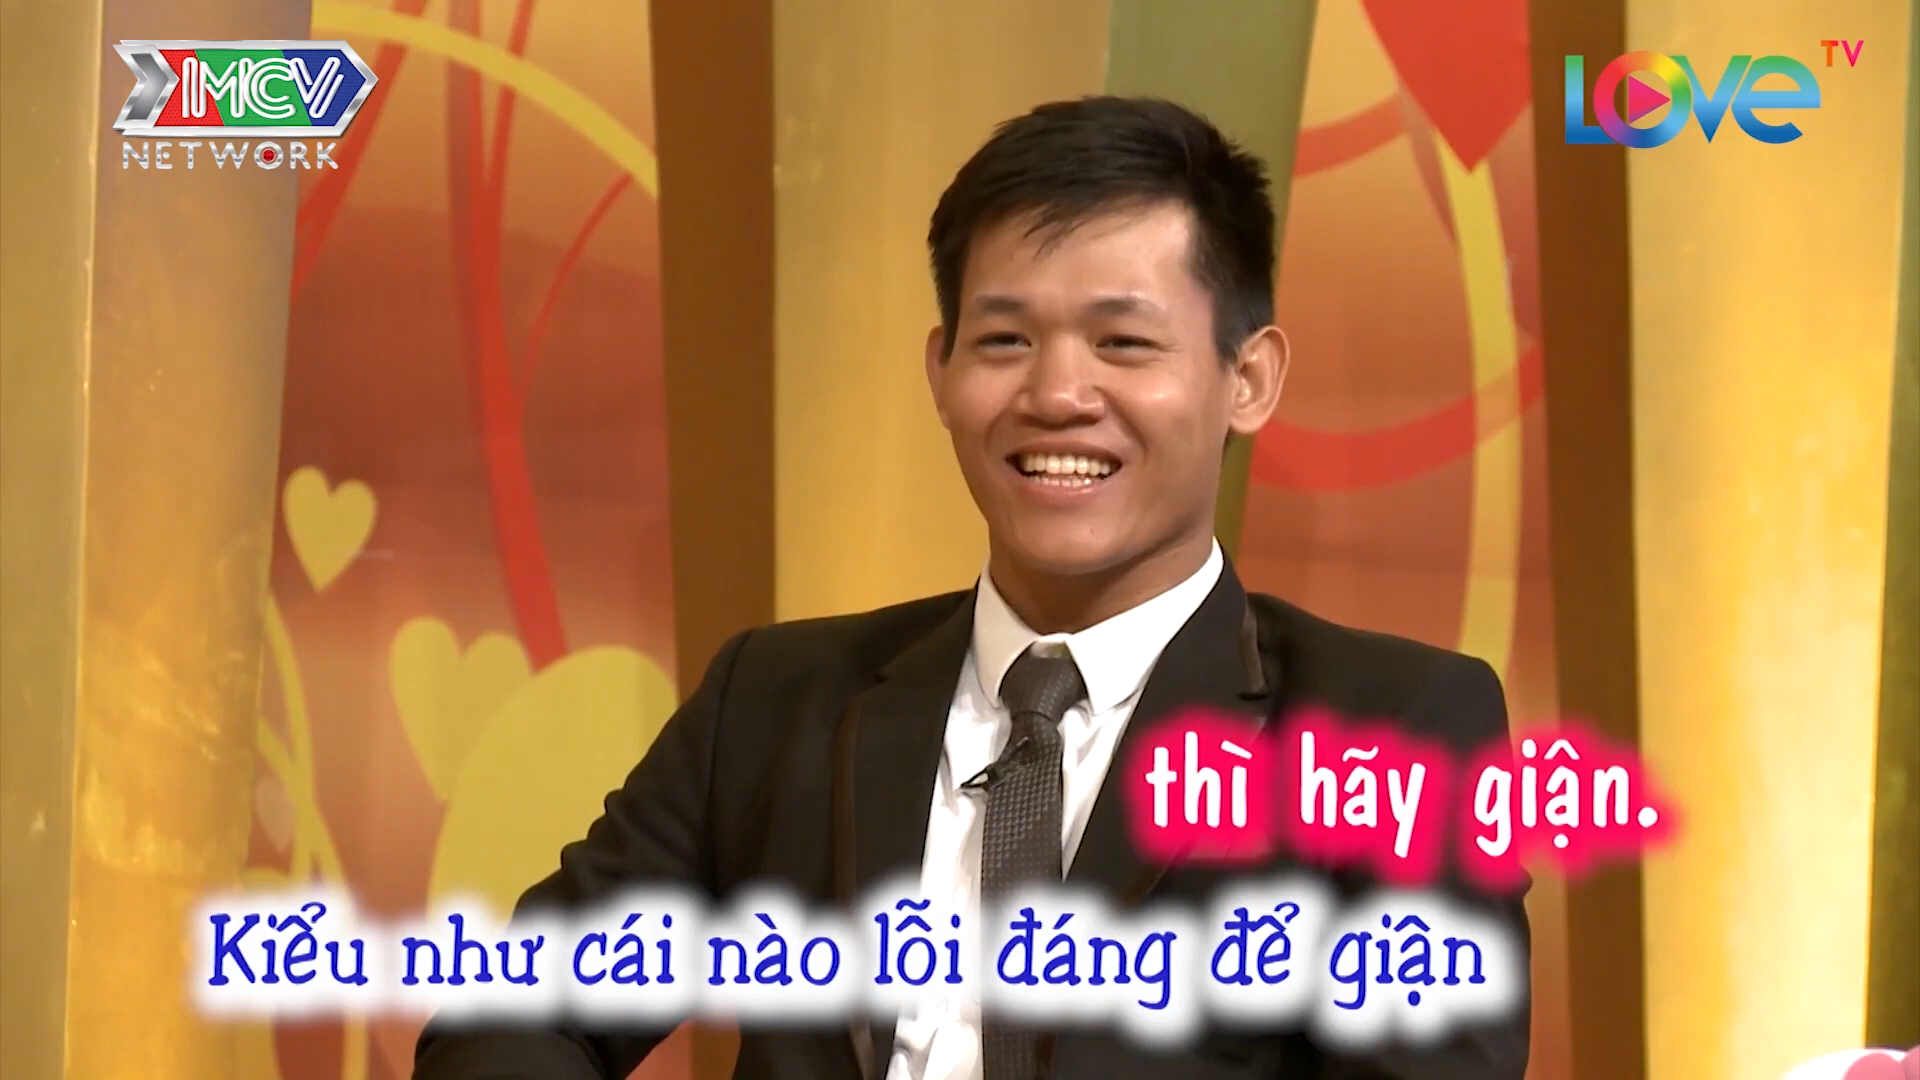 MCV
NETWORK
LOVE TV
Kiểu như cái nào lỗi đáng để giận
thì hãy giận.